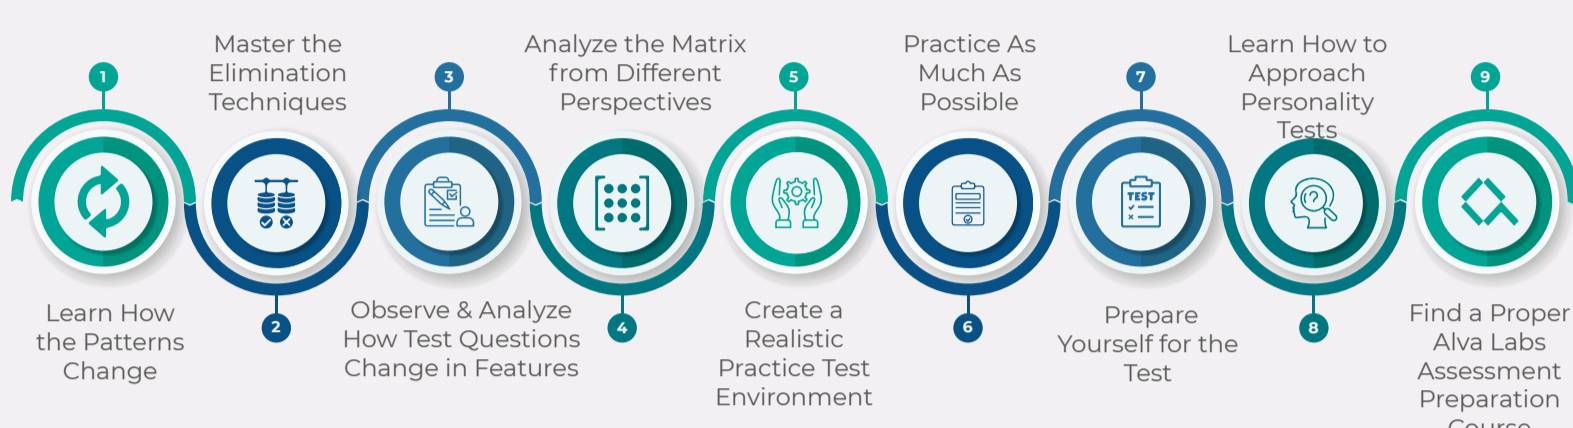 1
Learn How
the Patterns
Change
Master the
Elimination
Techniques
2
3
Observe & Analyze
How Test Questions
Change in Features
Analyze the Matrix
from Different
Perspectives
4
5
Create a
Realistic
Practice Test
Environment
Practice As
Much As
Possible
6
7
TEST
Prepare
Yourself for the
Test
Learn How to
Approach
Personality
Tests
?
8
9
Find a Proper
Alva Labs
Assessment
Preparation
Course